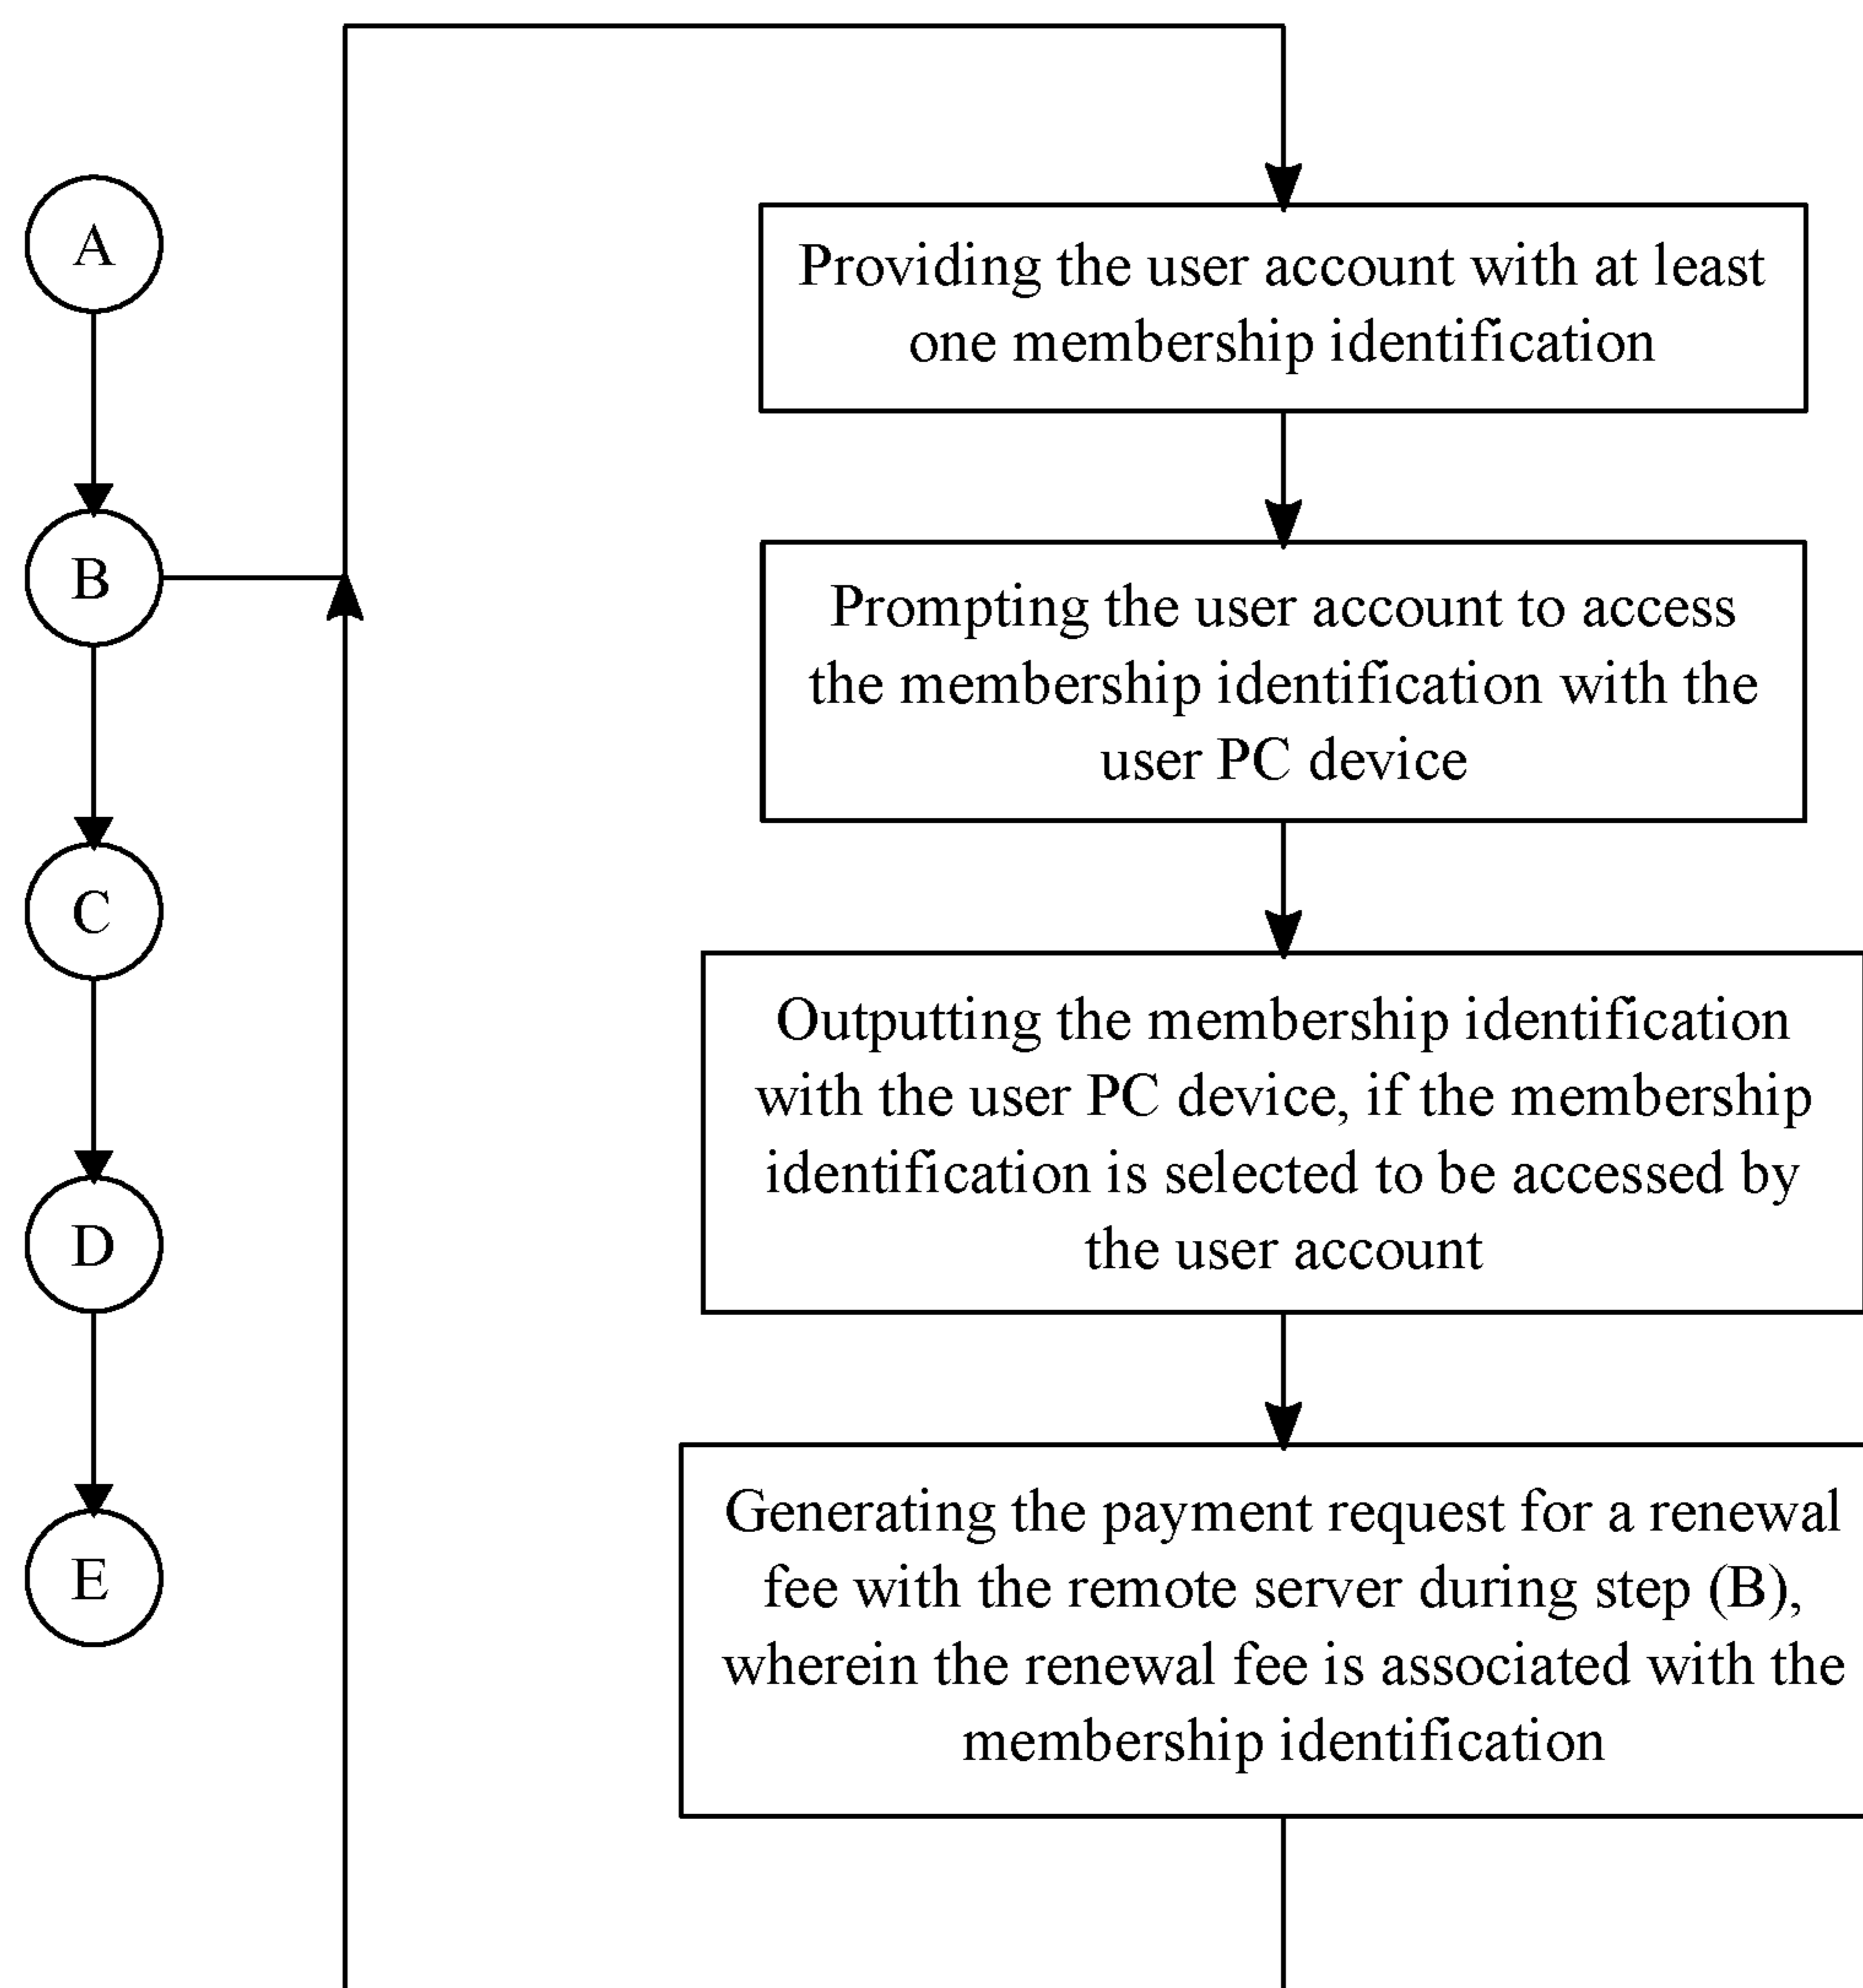 A
B
C
D
E
Providing the user account with at least
one membership identification
Prompting the user account to access
the membership identification with the
user PC device
Outputting the membership identification
with the user PC device, if the membership
identification is selected to be accessed by
the user account
Generating the payment request for a renewal
fee with the remote server during step (B),
wherein the renewal fee is associated with the
membership identification